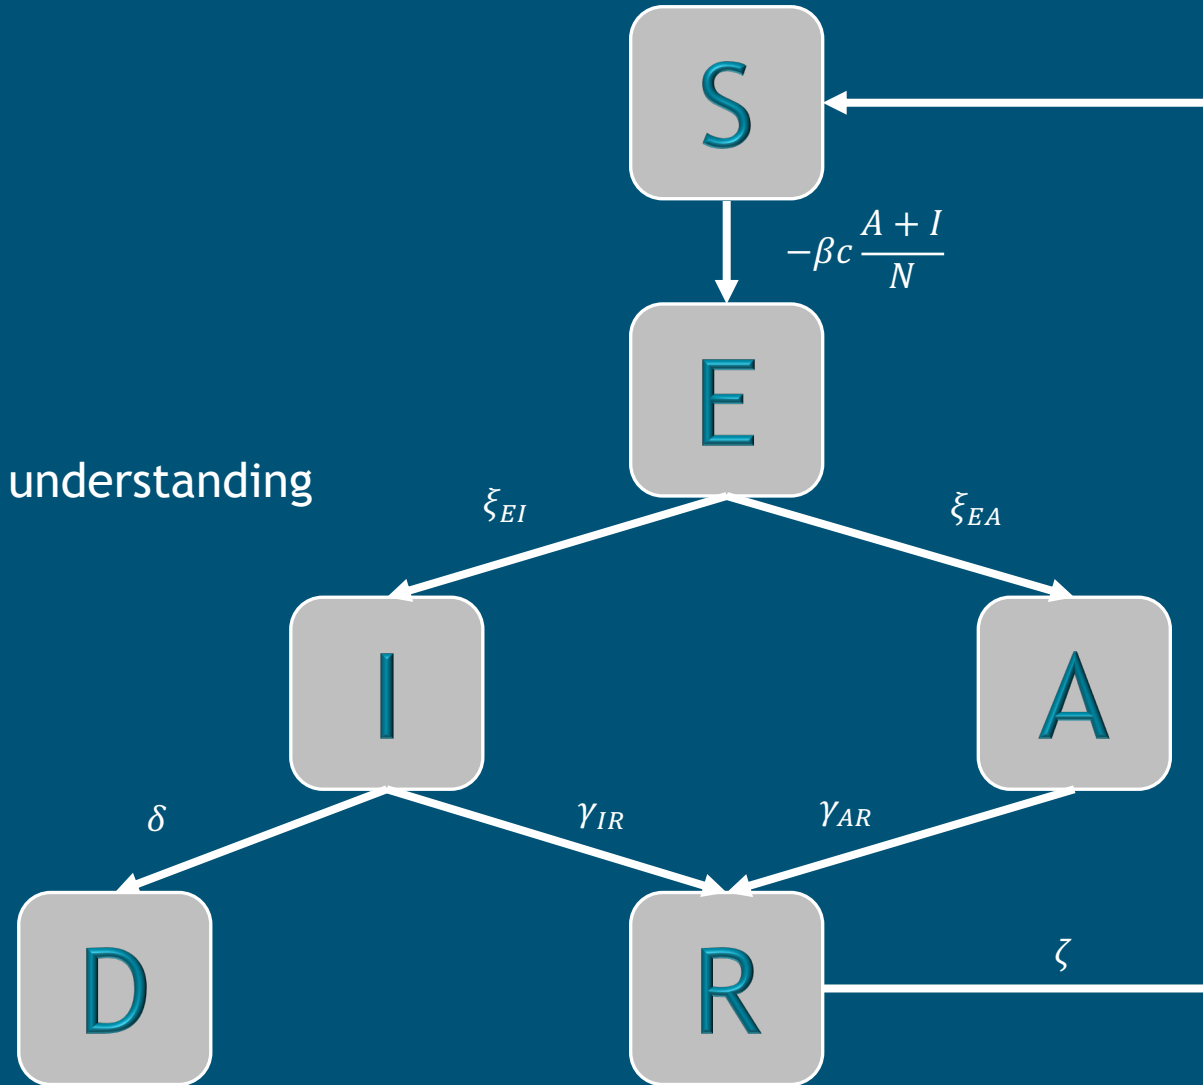 S
−βc (A + I)/N
E
understanding
ξ_EI
ξ_EA
I
A
δ
γ_IR
γ_AR
D
R
ζ